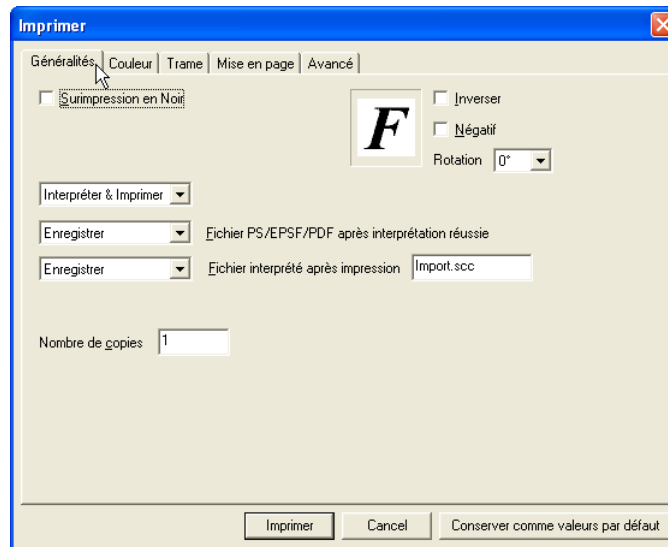 Imprimer
Généralités Couleur Trame Mise en page Avancé
Surimpression en Noir
F
Inverser
Négatif
Rotation 0°
Interpréter & Imprimer
Enregistrer Fichier PS/EPSF/PDF après interprétation réussie
Enregistrer Fichier interprété après impression Import.scc
Nombre de copies 1
Imprimer Cancel Conserver comme valeurs par défaut